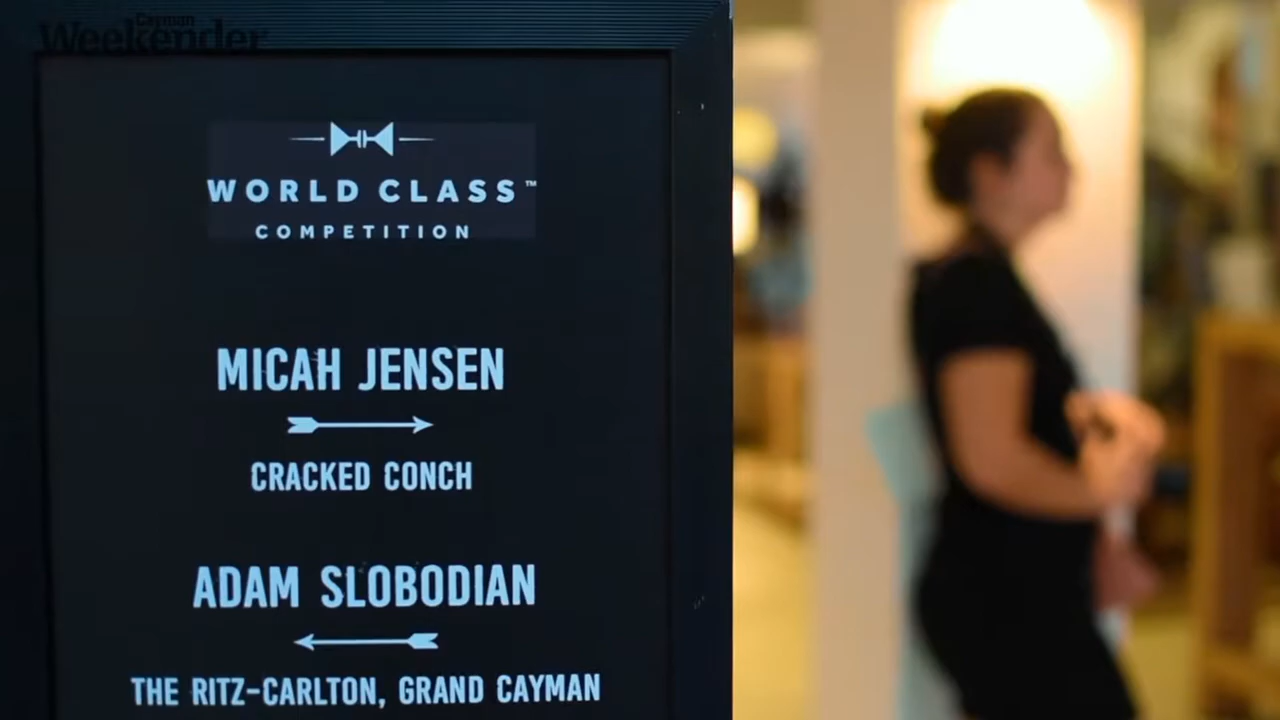 Cayman
Weekender
WORLD CLASS™
COMPETITION
MICAH JENSEN
CRACKED CONCH
ADAM SLOBODIAN
THE RITZ-CARLTON, GRAND CAYMAN